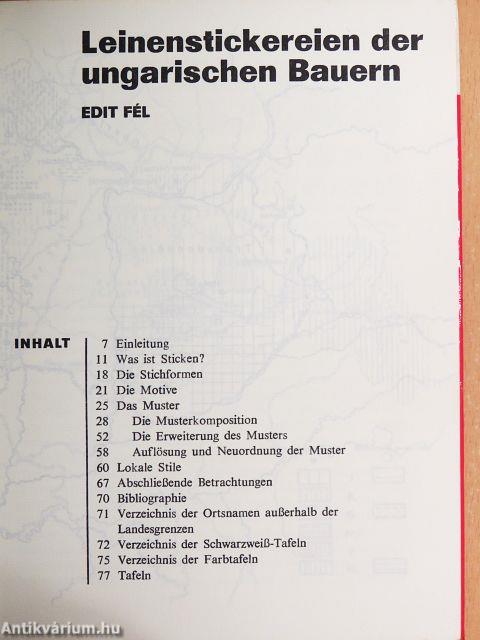 Leinenstickereien der
ungarischen Bauern
EDIT FÉL
INHALT
7 Einleitung
11 Was ist Sticken?
18 Die Stichformen
21 Die Motive
25 Das Muster
28 Die Musterkomposition
52 Die Erweiterung des Musters
58 Auflösung und Neuordnung der Muster
60 Lokale Stile
67 Abschließende Betrachtungen
70 Bibliographie
71 Verzeichnis der Ortsnamen außerhalb der
Landesgrenzen
72 Verzeichnis der Schwarzweiß-Tafeln
75 Verzeichnis der Farbtafeln
77 Tafeln
Antikvárium.hu